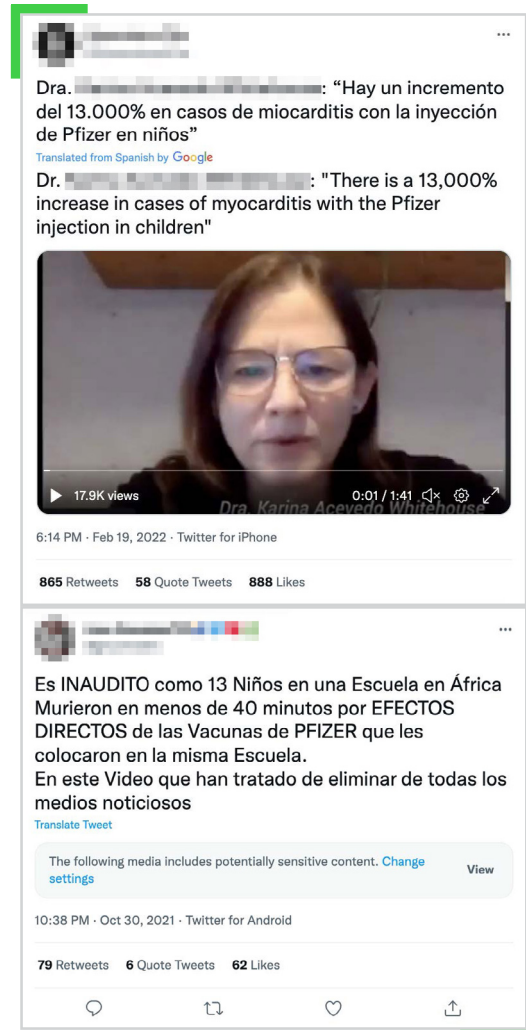 Dra. : “Hay un incremento
del 13.000% en casos de miocarditis con la inyección
de Pfizer en niños”
Translated from Spanish by Google
Dr. : "There is a 13,000%
increase in cases of myocarditis with the Pfizer
injection in children"
17.9K views
0:01 / 1:41
Dra. Karina Acevedo Whitehouse
6:14 PM · Feb 19, 2022 · Twitter for iPhone
865 Retweets 58 Quote Tweets 888 Likes
Es INAUDITO como 13 Niños en una Escuela en África
Murieron en menos de 40 minutos por EFECTOS
DIRECTOS de las Vacunas de PFIZER que les
colocaron en la misma Escuela.
En este Video que han tratado de eliminar de todas los
medios noticiosos
Translate Tweet
The following media includes potentially sensitive content. Change
settings
View
10:38 PM · Oct 30, 2021 · Twitter for Android
79 Retweets 6 Quote Tweets 62 Likes